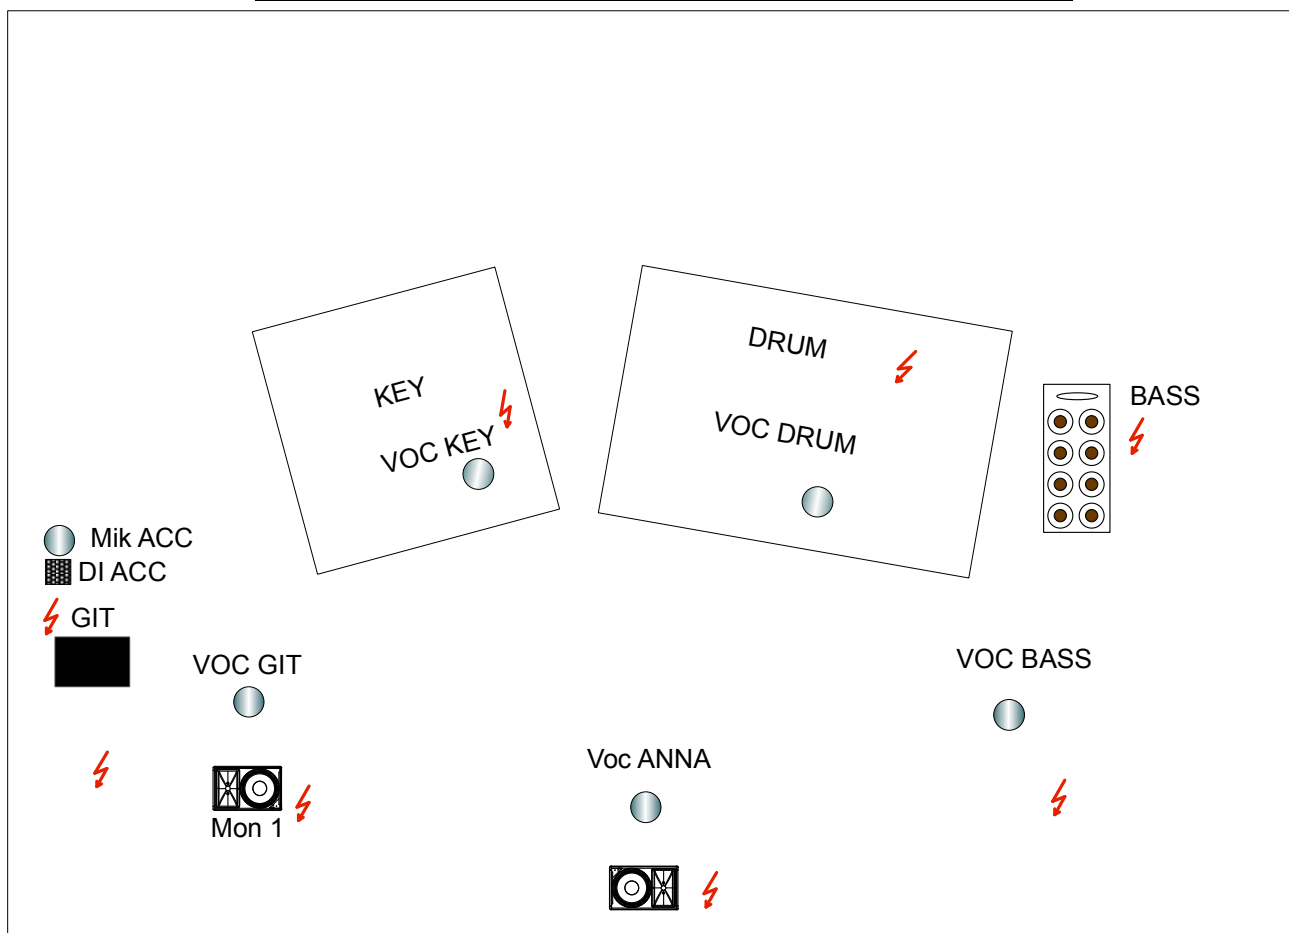 DRUM
KEY
BASS
VOC DRUM
VOC KEY
Mik ACC
DI ACC
GIT
VOC GIT
VOC BASS
Voc ANNA
Mon 1